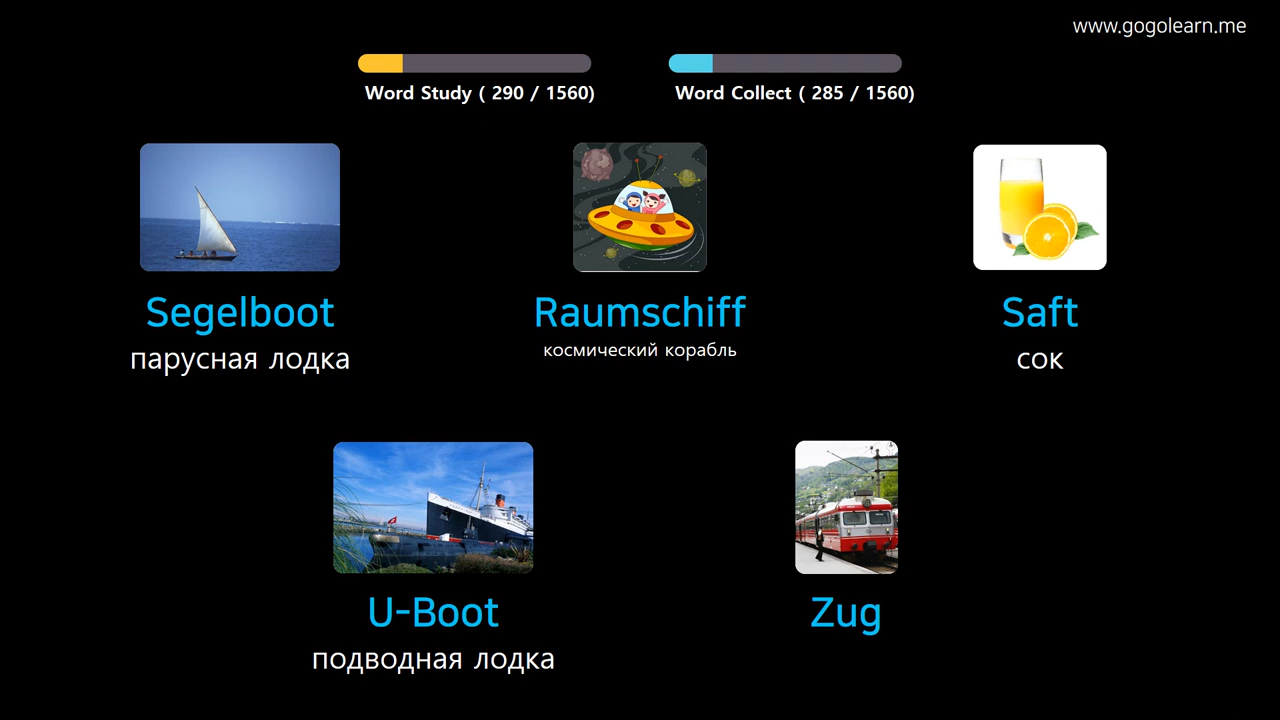 www.gogolearn.me
Word Study ( 290 / 1560)
Word Collect ( 285 / 1560)
Segelboot
парусная лодка
Raumschiff
космический корабль
Saft
сок
U-Boot
подводная лодка
Zug